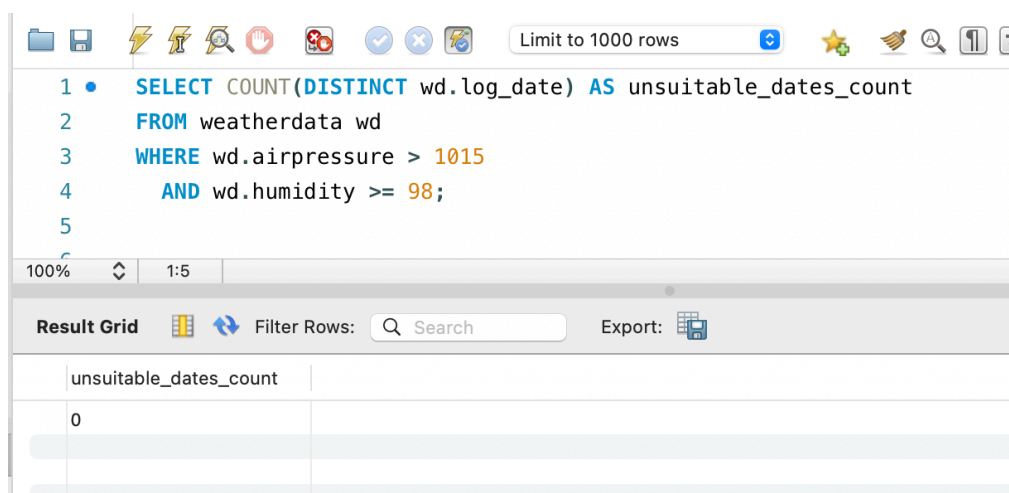 Limit to 1000 rows
1 SELECT COUNT(DISTINCT wd.log_date) AS unsuitable_dates_count
2 FROM weatherdata wd
3 WHERE wd.airpressure > 1015
4 AND wd.humidity >= 98;
5
100% 1:5
Result Grid Filter Rows: Search Export:
unsuitable_dates_count
0